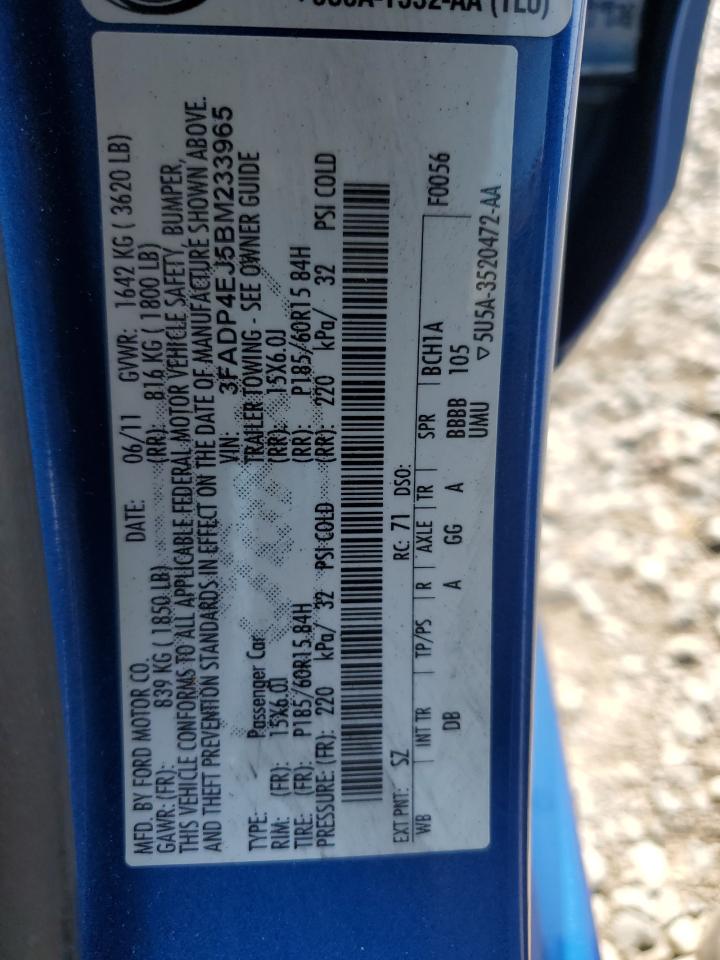 -1532-AA (TLU)
MFD. BY FORD MOTOR CO. DATE: 06/11 GVWR: 1642 KG ( 3620 LB)
GAWR: (FR): 839 KG ( 1850 LB) (RR): 816 KG ( 1800 LB)
THIS VEHICLE CONFORMS TO ALL APPLICABLE FEDERAL MOTOR VEHICLE SAFETY, BUMPER,
AND THEFT PREVENTION STANDARDS IN EFFECT ON THE DATE OF MANUFACTURE SHOWN ABOVE.
VIN: 3FADP4EJ5BM233965
TYPE: Passenger Car TRAILER TOWING - SEE OWNER GUIDE
RIM: (FR): 15X6.0J (RR): 15X6.0J
TIRE: (FR): P185/60R15 84H (RR): P185/60R15 84H
PRESSURE: (FR): 220 kPa/ 32 PSI COLD (RR): 220 kPa/ 32 PSI COLD
EXT PNT: SZ RC: 71 DSO: F0056
WB INT TR TP/PS R AXLE TR SPR BCH1A
DB A GG A BBBB 105
UMU
▽5U5A-3520472-AA